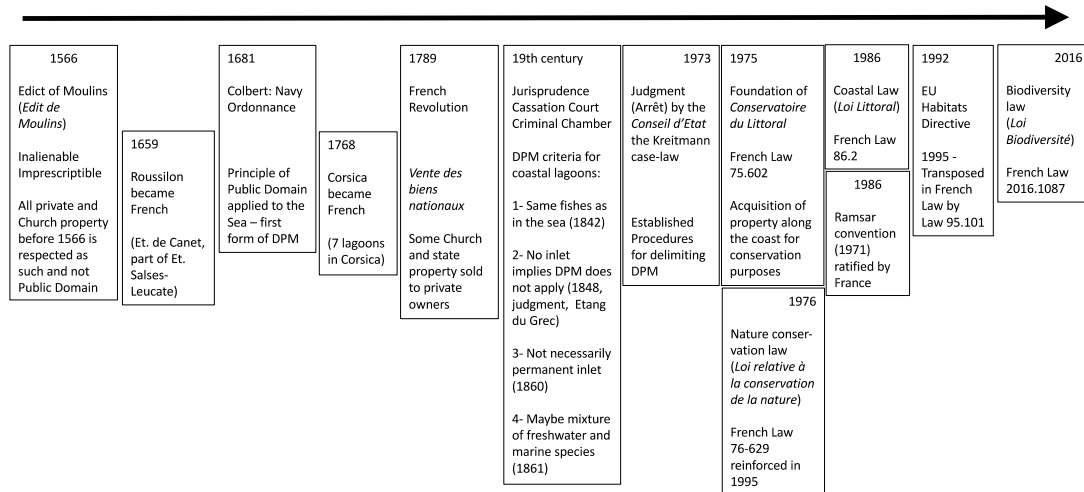 1566
Edict of Moulins
(Edit de
Moulins)
Inalienable
Imprescriptible
All private and
Church property
before 1566 is
respected as
such and not
Public Domain
1659
Roussilon
became
French
(Et. de Canet,
part of Et.
Salses-
Leucate)
1681
Colbert: Navy
Ordonnance
Principle of
Public Domain
applied to the
Sea – first
form of DPM
1768
Corsica
became
French
(7 lagoons
in Corsica)
1789
French
Revolution
Vente des
biens
nationaux
Some Church
and state
property sold
to private
owners
19th century
Jurisprudence
Cassation Court
Criminal Chamber
DPM criteria for
coastal lagoons:
1- Same fishes as
in the sea (1842)
2- No inlet
implies DPM does
not apply (1848,
judgment, Etang
du Grec)
3- Not necessarily
permanent inlet
(1860)
4- Maybe mixture
of freshwater and
marine species
(1861)
1973
Judgment
(Arrêt) by the
Conseil d’Etat
the Kreitmann
case-law
Established
Procedures
for delimiting
DPM
1975
Foundation of
Conservatoire
du Littoral
French Law
75.602
Acquisition of
property along
the coast for
conservation
purposes
1976
Nature conser-
vation law
(Loi relative à
la conservation
de la nature)
French Law
76-629
reinforced in
1995
1986
Coastal Law
(Loi Littoral)
French Law
86.2
1986
Ramsar
convention
(1971)
ratified by
France
1992
EU
Habitats
Directive
1995 -
Transposed
in French
Law by
Law 95.101
2016
Biodiversity
law
(Loi
Biodiversité)
French Law
2016.1087